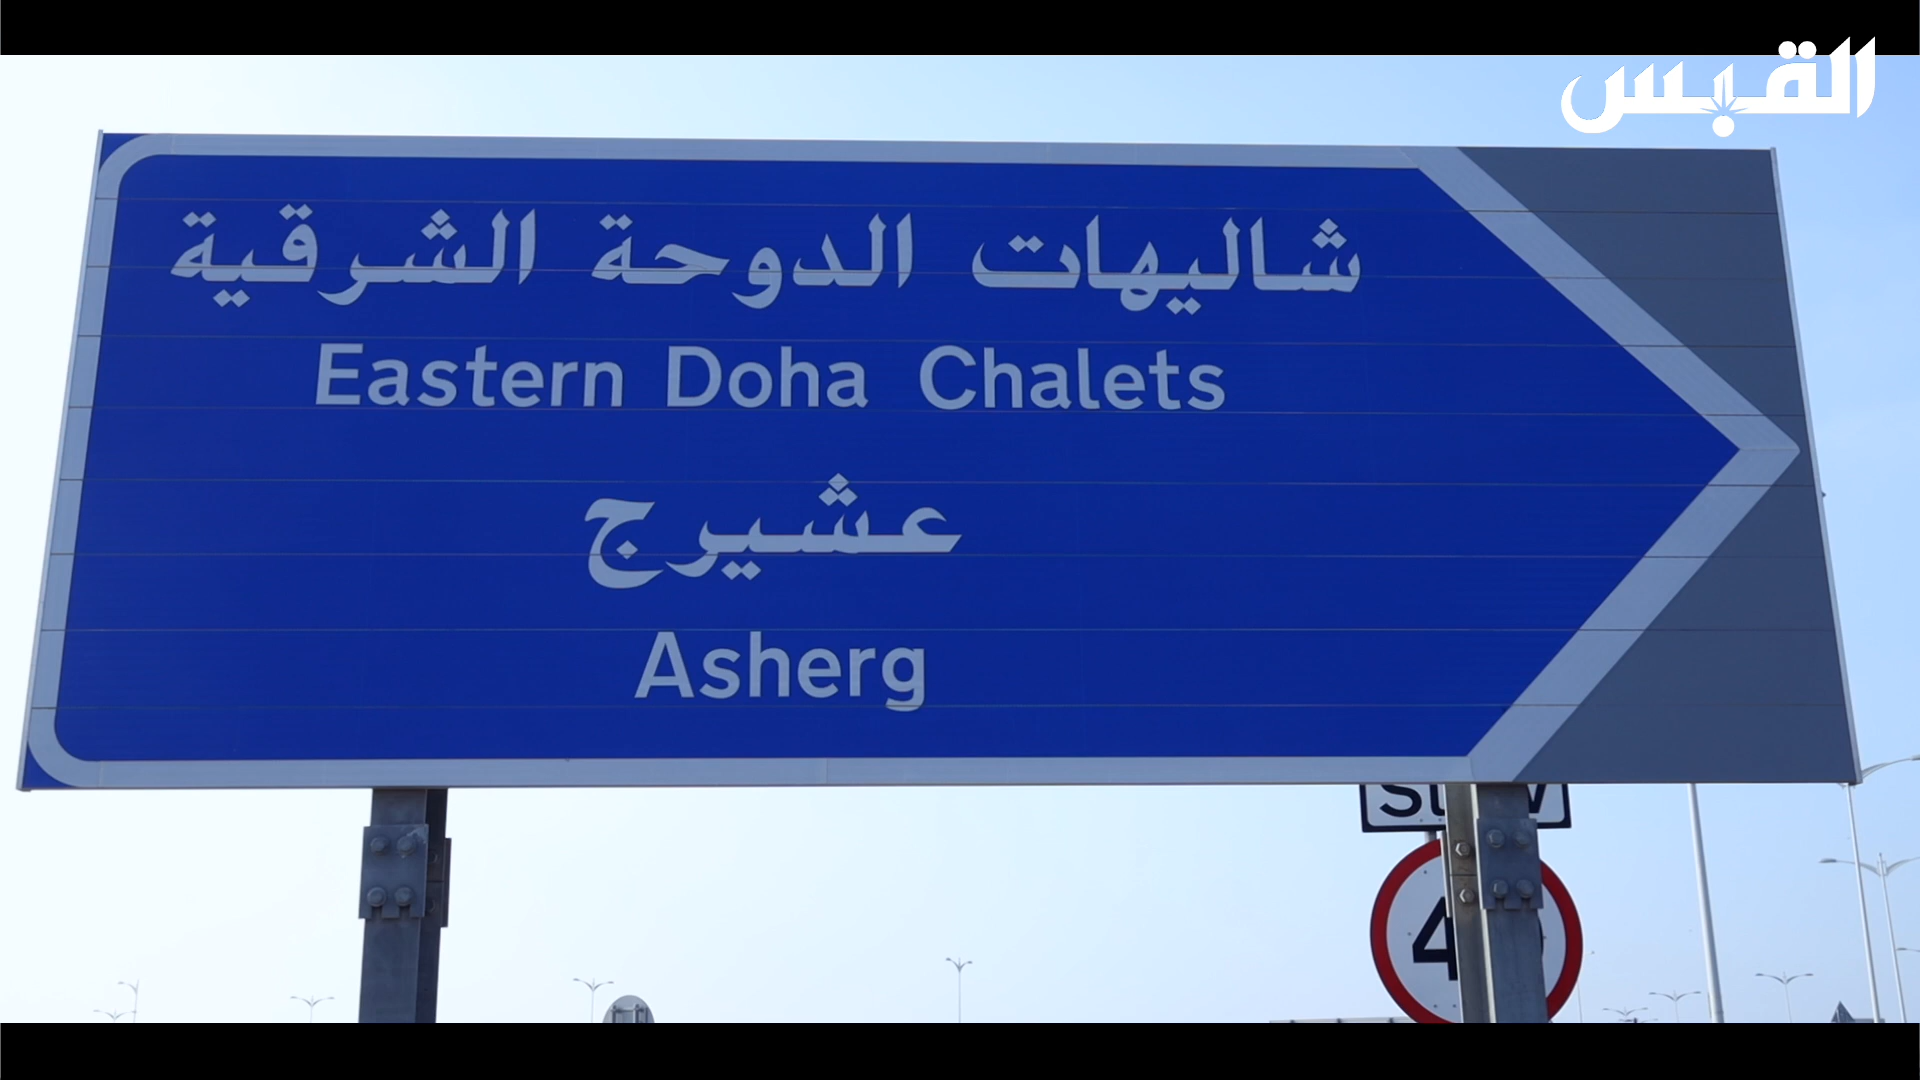 القبس
شاليهات الدوحة الشرقية
Eastern Doha Chalets
عشيرج
Asherg